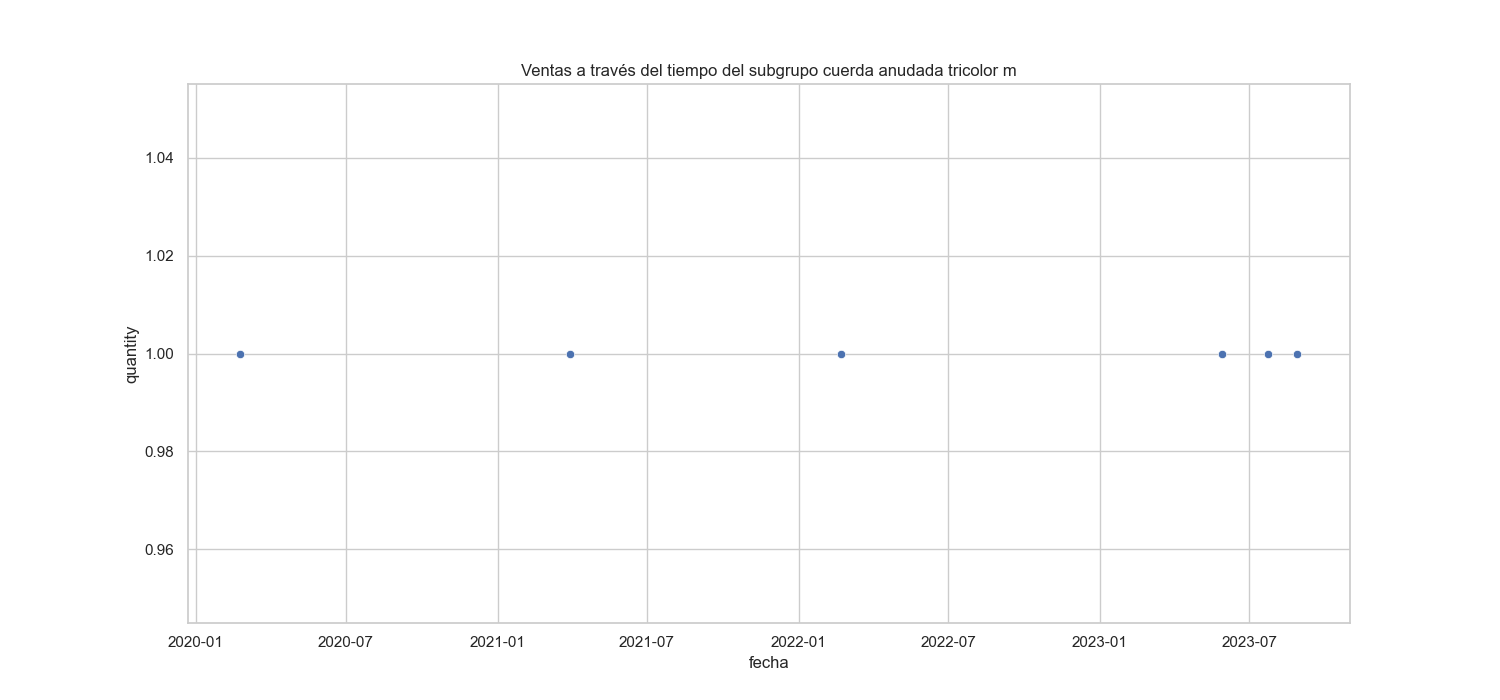 Ventas a través del tiempo del subgrupo cuerda anudada tricolor m
1.04
1.02
1.00
0.98
0.96
quantity
2020-01 2020-07 2021-01 2021-07 2022-01 2022-07 2023-01 2023-07
fecha